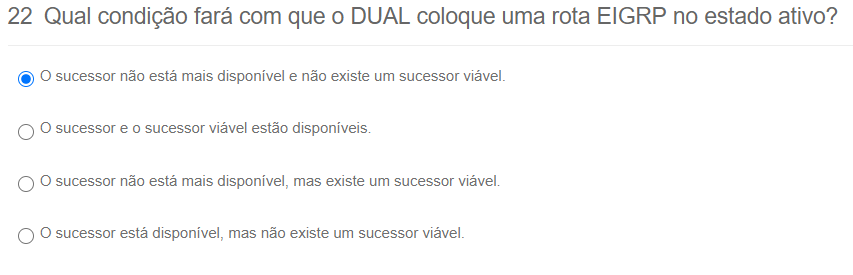 22 Qual condição fará com que o DUAL coloque uma rota EIGRP no estado ativo?
O sucessor não está mais disponível e não existe um sucessor viável.
O sucessor e o sucessor viável estão disponíveis.
O sucessor não está mais disponível, mas existe um sucessor viável.
O sucessor está disponível, mas não existe um sucessor viável.